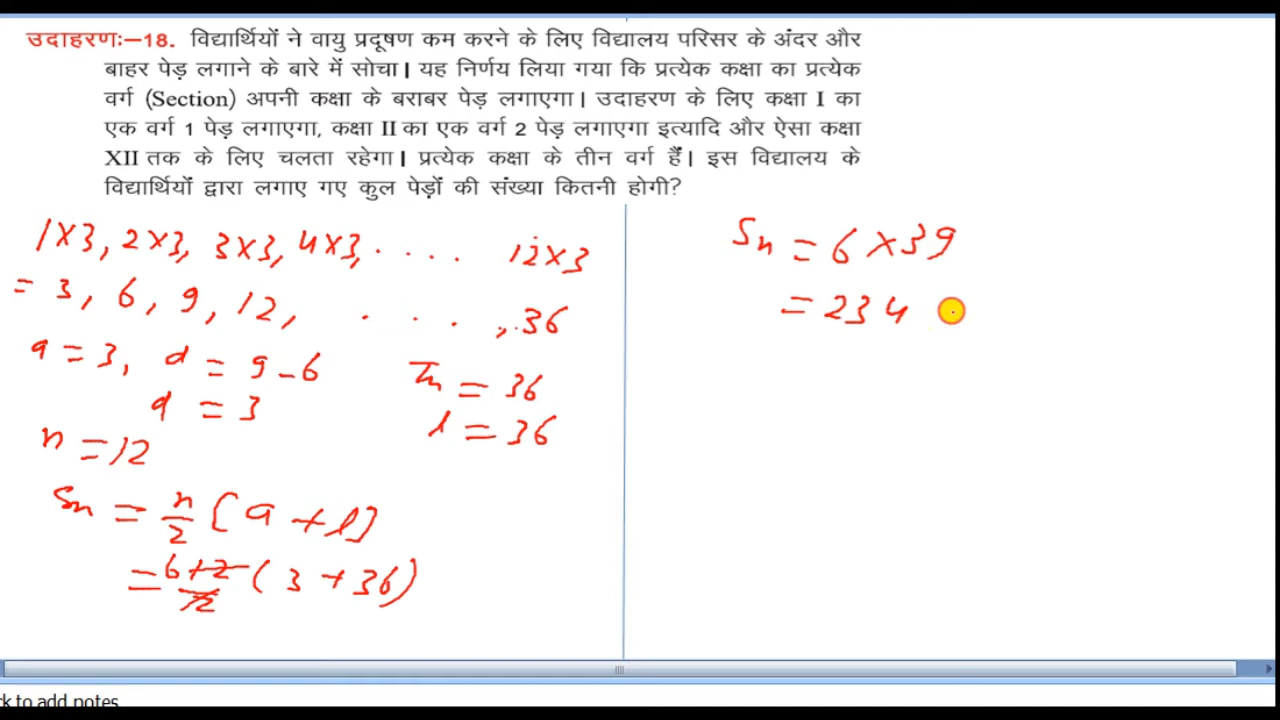 उदाहरणः–18. विद्यार्थियों ने वायु प्रदूषण कम करने के लिए विद्यालय परिसर के अंदर और
बाहर पेड़ लगाने के बारे में सोचा। यह निर्णय लिया गया कि प्रत्येक कक्षा का प्रत्येक
वर्ग (Section) अपनी कक्षा के बराबर पेड़ लगाएगा। उदाहरण के लिए कक्षा I का
एक वर्ग 1 पेड़ लगाएगा, कक्षा II का एक वर्ग 2 पेड़ लगाएगा इत्यादि और ऐसा कक्षा
XII तक के लिए चलता रहेगा। प्रत्येक कक्षा के तीन वर्ग हैं। इस विद्यालय के
विद्यार्थियों द्वारा लगाए गए कुल पेड़ों की संख्या कितनी होगी?
1×3, 2×3, 3×3, 4×3, .... 12×3
= 3, 6, 9, 12, ...., 36
a = 3, d = 9 - 6
d = 3
n = 12
Tn = 36
l = 36
Sn = n/2 [a + l]
= 6 12/2 (3 + 36)
Sn = 6 × 39
= 234
ck to add notes